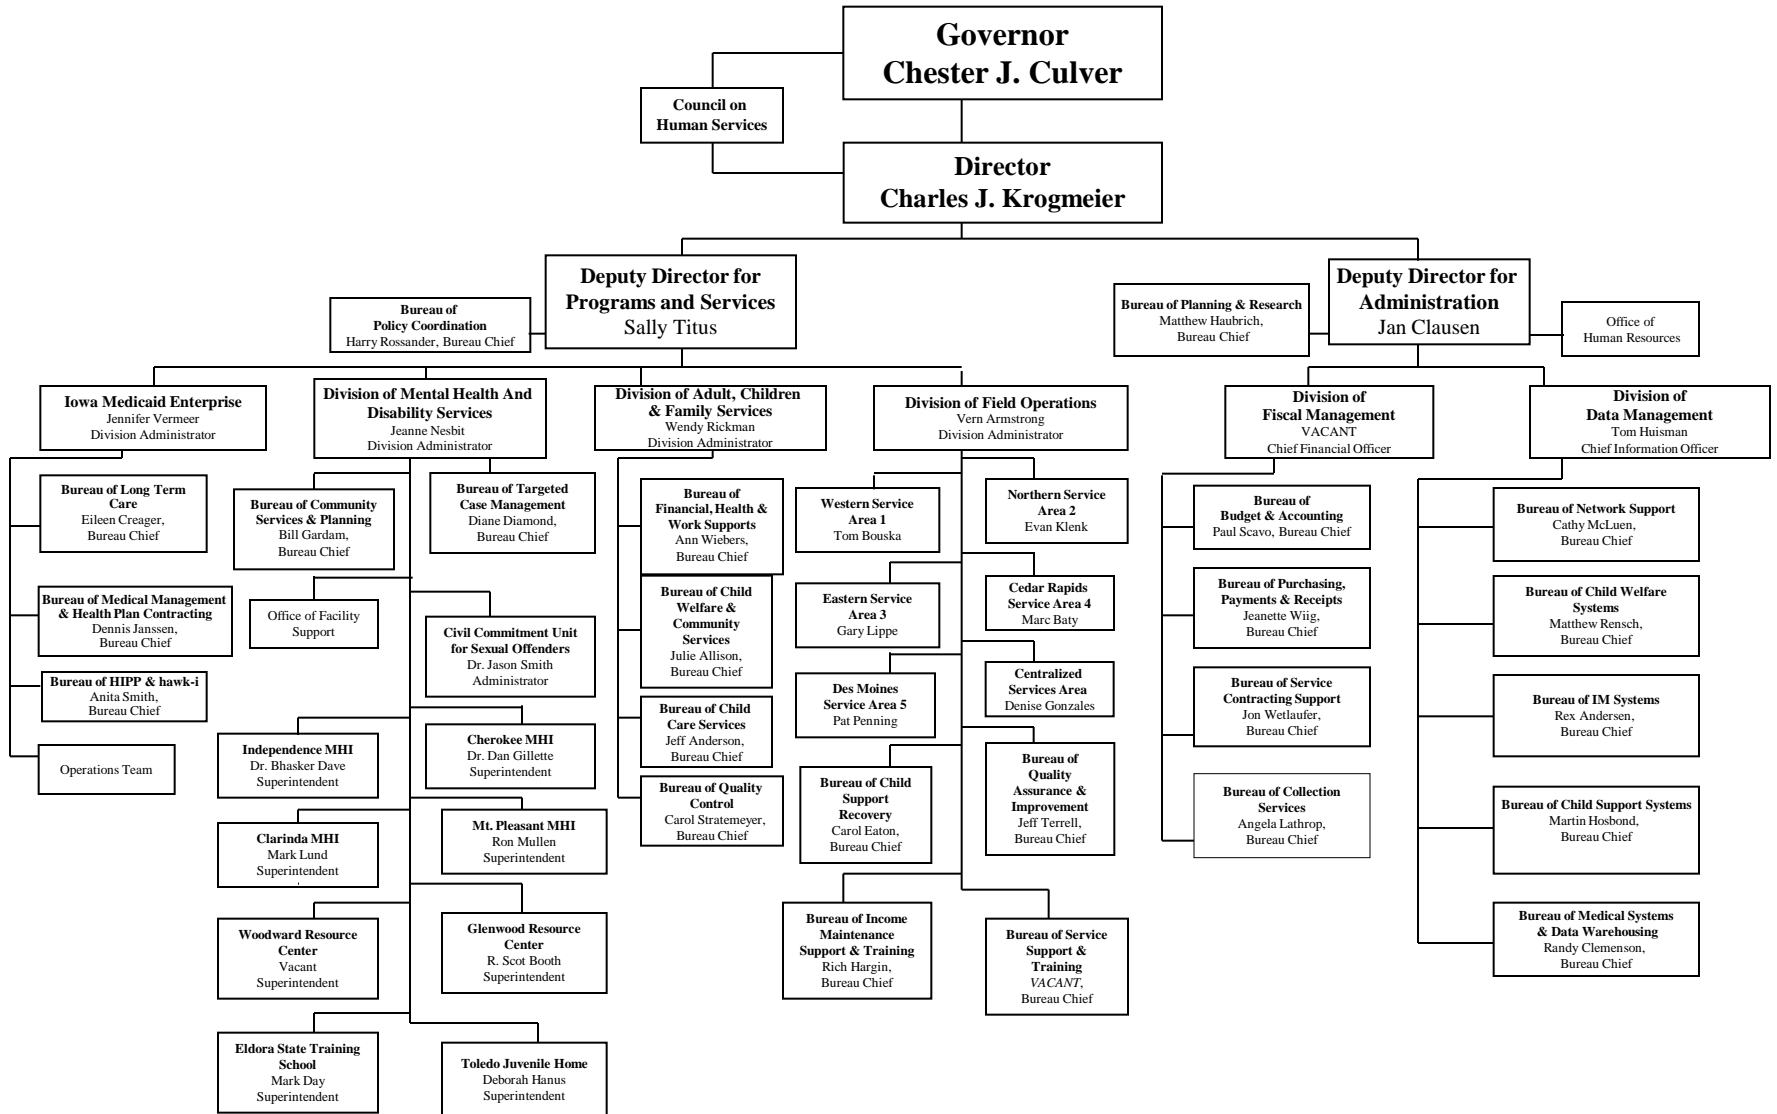 Governor
Chester J. Culver
Council on
Human Services
Director
Charles J. Krogmeier
Deputy Director for
Programs and Services
Sally Titus
Bureau of
Policy Coordination
Harry Rossander, Bureau Chief
Deputy Director for
Administration
Jan Clausen
Bureau of Planning & Research
Matthew Haubrich,
Bureau Chief
Office of
Human Resources
Iowa Medicaid Enterprise
Jennifer Vermeer
Division Administrator
Division of Mental Health And
Disability Services
Jeanne Nesbit
Division Administrator
Division of Adult, Children
& Family Services
Wendy Rickman
Division Administrator
Division of Field Operations
Vern Armstrong
Division Administrator
Division of
Fiscal Management
VACANT
Chief Financial Officer
Division of
Data Management
Tom Huisman
Chief Information Officer
Bureau of Long Term
Care
Eileen Creager,
Bureau Chief
Bureau of Medical Management
& Health Plan Contracting
Dennis Janssen,
Bureau Chief
Bureau of HIPP & hawk-i
Anita Smith,
Bureau Chief
Operations Team
Bureau of Community
Services & Planning
Bill Gardam,
Bureau Chief
Bureau of Targeted
Case Management
Diane Diamond,
Bureau Chief
Office of Facility
Support
Civil Commitment Unit
for Sexual Offenders
Dr. Jason Smith
Administrator
Independence MHI
Dr. Bhasker Dave
Superintendent
Cherokee MHI
Dr. Dan Gillette
Superintendent
Clarinda MHI
Mark Lund
Superintendent
Mt. Pleasant MHI
Ron Mullen
Superintendent
Woodward Resource
Center
Vacant
Superintendent
Glenwood Resource
Center
R. Scot Booth
Superintendent
Eldora State Training
School
Mark Day
Superintendent
Toledo Juvenile Home
Deborah Hanus
Superintendent
Bureau of
Financial, Health &
Work Supports
Ann Wiebers,
Bureau Chief
Bureau of Child
Welfare &
Community
Services
Julie Allison,
Bureau Chief
Bureau of Child
Care Services
Jeff Anderson,
Bureau Chief
Bureau of Quality
Control
Carol Stratemeyer,
Bureau Chief
Western Service
Area 1
Tom Bouska
Northern Service
Area 2
Evan Klenk
Eastern Service
Area 3
Gary Lippe
Cedar Rapids
Service Area 4
Marc Baty
Des Moines
Service Area 5
Pat Penning
Centralized
Services Area
Denise Gonzales
Bureau of Child
Support
Recovery
Carol Eaton,
Bureau Chief
Bureau of
Quality
Assurance &
Improvement
Jeff Terrell,
Bureau Chief
Bureau of Income
Maintenance
Support & Training
Rich Hargin,
Bureau Chief
Bureau of Service
Support &
Training
VACANT,
Bureau Chief
Bureau of
Budget & Accounting
Paul Scavo, Bureau Chief
Bureau of Purchasing,
Payments & Receipts
Jeanette Wiig,
Bureau Chief
Bureau of Service
Contracting Support
Jon Wetlaufer,
Bureau Chief
Bureau of Collection
Services
Angela Lathrop,
Bureau Chief
Bureau of Network Support
Cathy McLuen,
Bureau Chief
Bureau of Child Welfare
Systems
Matthew Rensch,
Bureau Chief
Bureau of IM Systems
Rex Andersen,
Bureau Chief
Bureau of Child Support Systems
Martin Hosbond,
Bureau Chief
Bureau of Medical Systems
& Data Warehousing
Randy Clemenson,
Bureau Chief